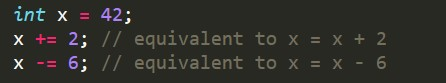 int x = 42;
x += 2; // equivalent to x = x + 2
x -= 6; // equivalent to x = x - 6